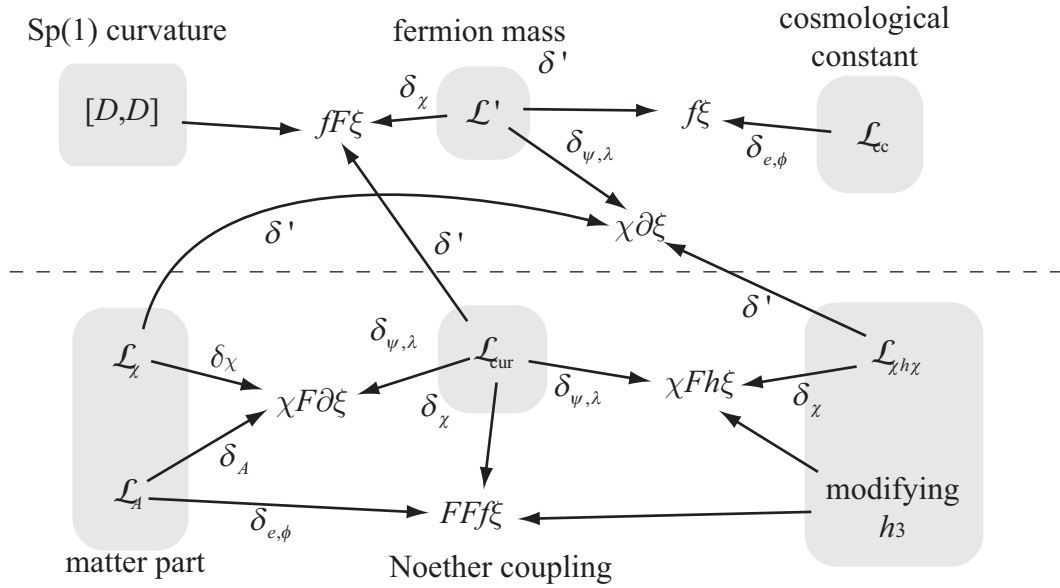 Sp(1) curvature
fermion mass
cosmological
constant
[D,D]
δχ
ℒ'
δ'
fFξ
fξ
δψ,λ
δe,ϕ
ℒcc
δ'
δ'
χ∂ξ
δ'
ℒχ
δχ
δψ,λ
ℒcur
ℒχhχ
χF∂ξ
δχ
δψ,λ
χFhξ
δχ
δA
ℒA
δe,ϕ
FFfξ
modifying
h3
matter part
Noether coupling